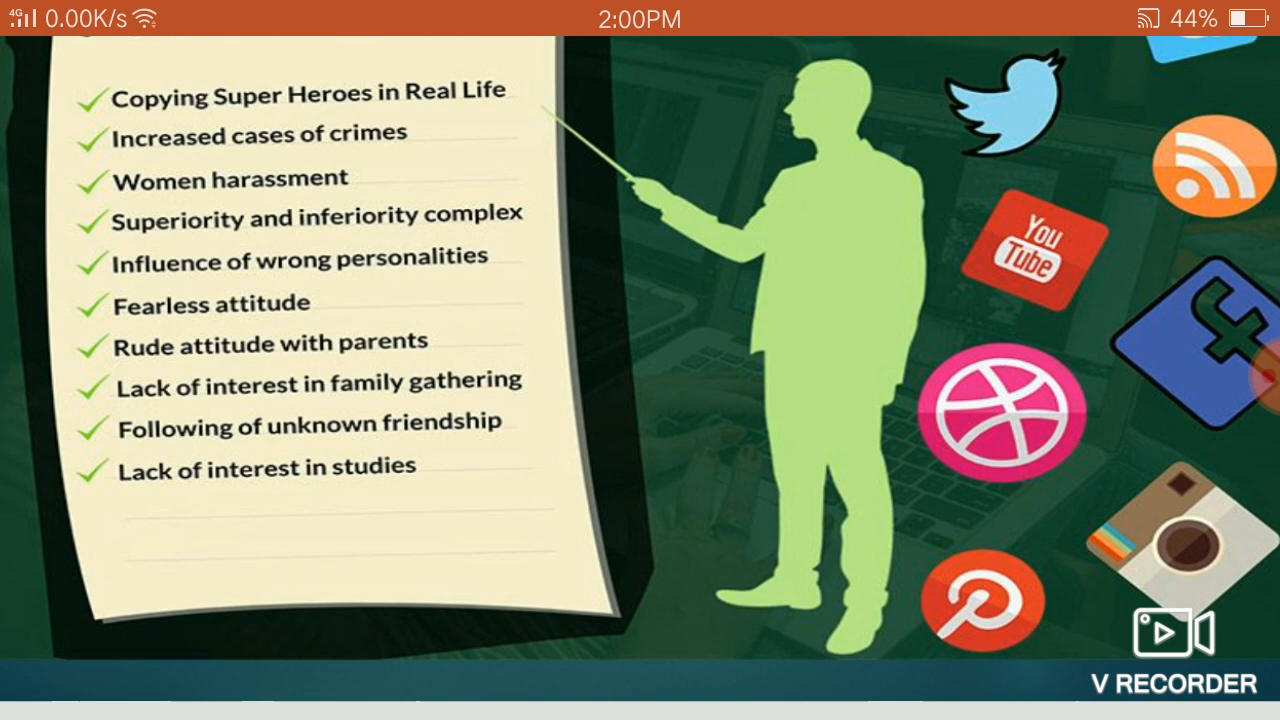 4G 0.00K/s 2:00PM 44%
Copying Super Heroes in Real Life
Increased cases of crimes
Women harassment
Superiority and inferiority complex
Influence of wrong personalities
Fearless attitude
Rude attitude with parents
Lack of interest in family gathering
Following of unknown friendship
Lack of interest in studies
You
Tube
V RECORDER